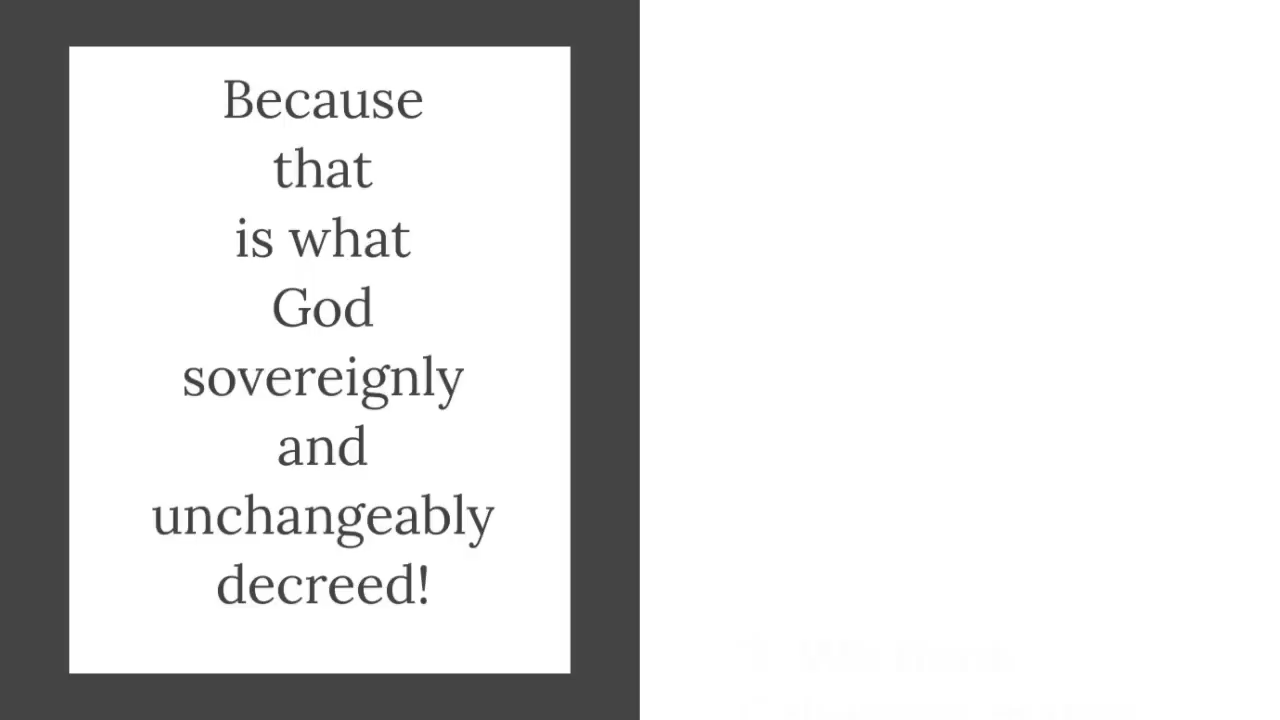 Because
that
is what
God
sovereignly
and
unchangeably
decreed!